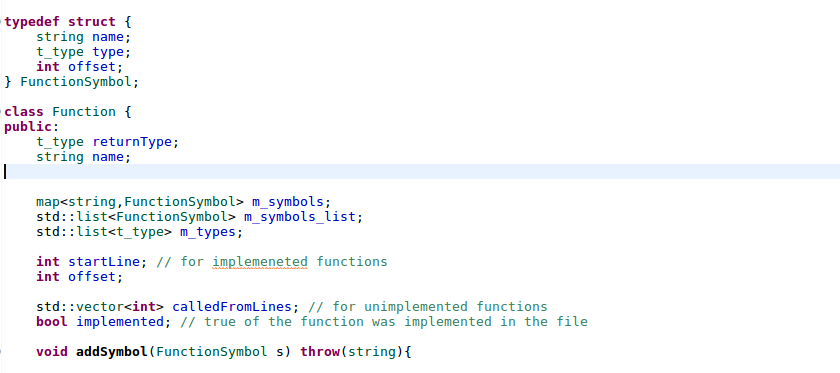 typedef struct {
    string name;
    t_type type;
    int offset;
} FunctionSymbol;
class Function {
public:
    t_type returnType;
    string name;
    map<string,FunctionSymbol> m_symbols;
    std::list<FunctionSymbol> m_symbols_list;
    std::list<t_type> m_types;
    int startLine; // for implemeneted functions
    int offset;
    std::vector<int> calledFromLines; // for unimplemented functions
    bool implemented; // true of the function was implemented in the file
    void addSymbol(FunctionSymbol s) throw(string){